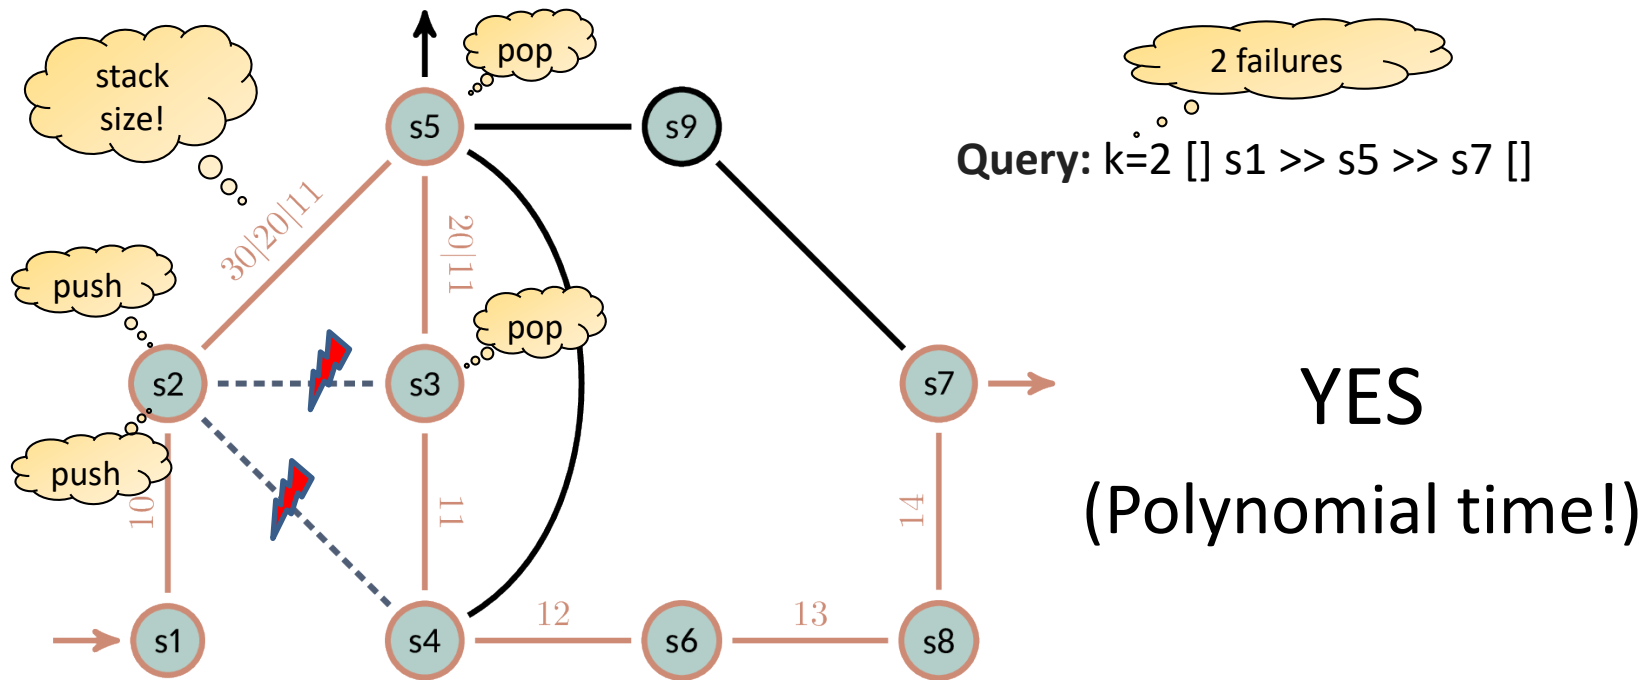 pop
stack
size!
2 failures
s5
s9
Query: k=2 [] s1 >> s5 >> s7 []
30|20|11
20|11
push
pop
s2
s3
s7
YES
push
10
11
14
(Polynomial time!)
s1
s4
12
s6
13
s8